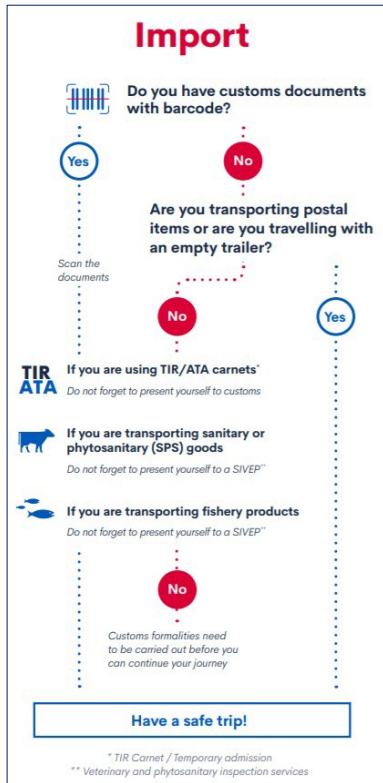 Import
Do you have customs documents
with barcode?
Yes
No
Are you transporting postal
items or are you travelling with
an empty trailer?
Scan the
documents
No
Yes
TIR
ATA
If you are using TIR/ATA carnets*
Do not forget to present yourself to customs
If you are transporting sanitary or
phytosanitary (SPS) goods
Do not forget to present yourself to a SIVEP**
If you are transporting fishery products
Do not forget to present yourself to a SIVEP**
No
Customs formalities need
to be carried out before you
can continue your journey
Have a safe trip!
* TIR Carnet / Temporary admission
** Veterinary and phytosanitary inspection services